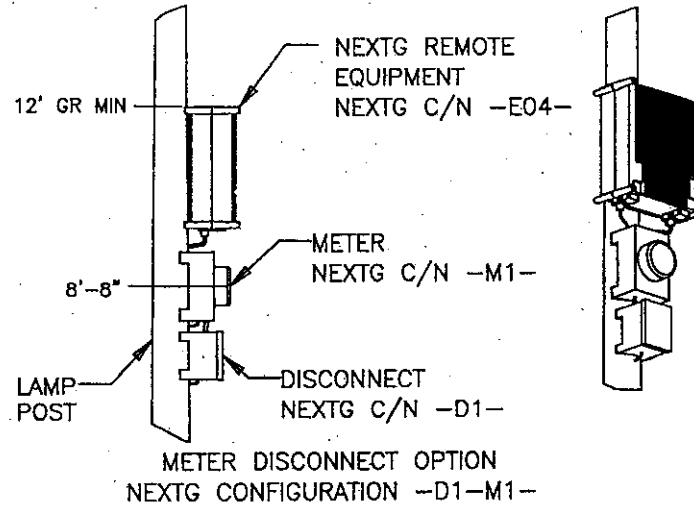 NEXTG REMOTE
EQUIPMENT
NEXTG C/N -E04-
12' GR MIN
METER
NEXTG C/N -M1-
8'-8"
LAMP
POST
DISCONNECT
NEXTG C/N -D1-
METER DISCONNECT OPTION
NEXTG CONFIGURATION -D1-M1-